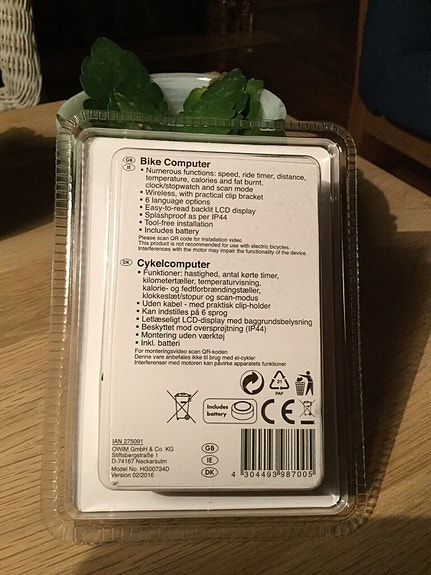 GB
IE
Bike Computer
• Numerous functions: speed, ride timer, distance,
temperature, calories and fat burnt,
clock/stopwatch and scan mode
• Wireless, with practical clip bracket
• 6 language options
• Easy-to-read backlit LCD display
• Splashproof as per IP44
• Tool-free installation
• Includes battery
Please scan QR code for installation video
This product is not recommended for use with electric bicycles.
Interferences with the motor may impair the functionality of the device.
DK
Cykelcomputer
• Funktioner: hastighed, antal kørte timer,
kilometertæller, temperaturvisning,
kalorie- og fedtforbrændingstæller,
klokkeslæt/stopur og scan-modus
• Uden kabel - med praktisk clip-holder
• Kan indstilles på 6 sprog
• Letlæseligt LCD-display med baggrundsbelysning
• Beskyttet mod oversprøjtning (IP44)
• Montering uden værktøj
• Inkl. batteri
For monteringsvideo scan QR-koden
Denne vare anbefales ikke til brug med el-cykler
Interferenser med motoren kan påvirke apparatets funktioner
21
PAP
Includes
battery
CE
IAN 275091
OWIM GmbH & Co. KG
Stiftsbergstraße 1
D-74167 Neckarsulm
Model No. HG00734D
Version 02/2016
GB
IE
DK
4 304493 987005